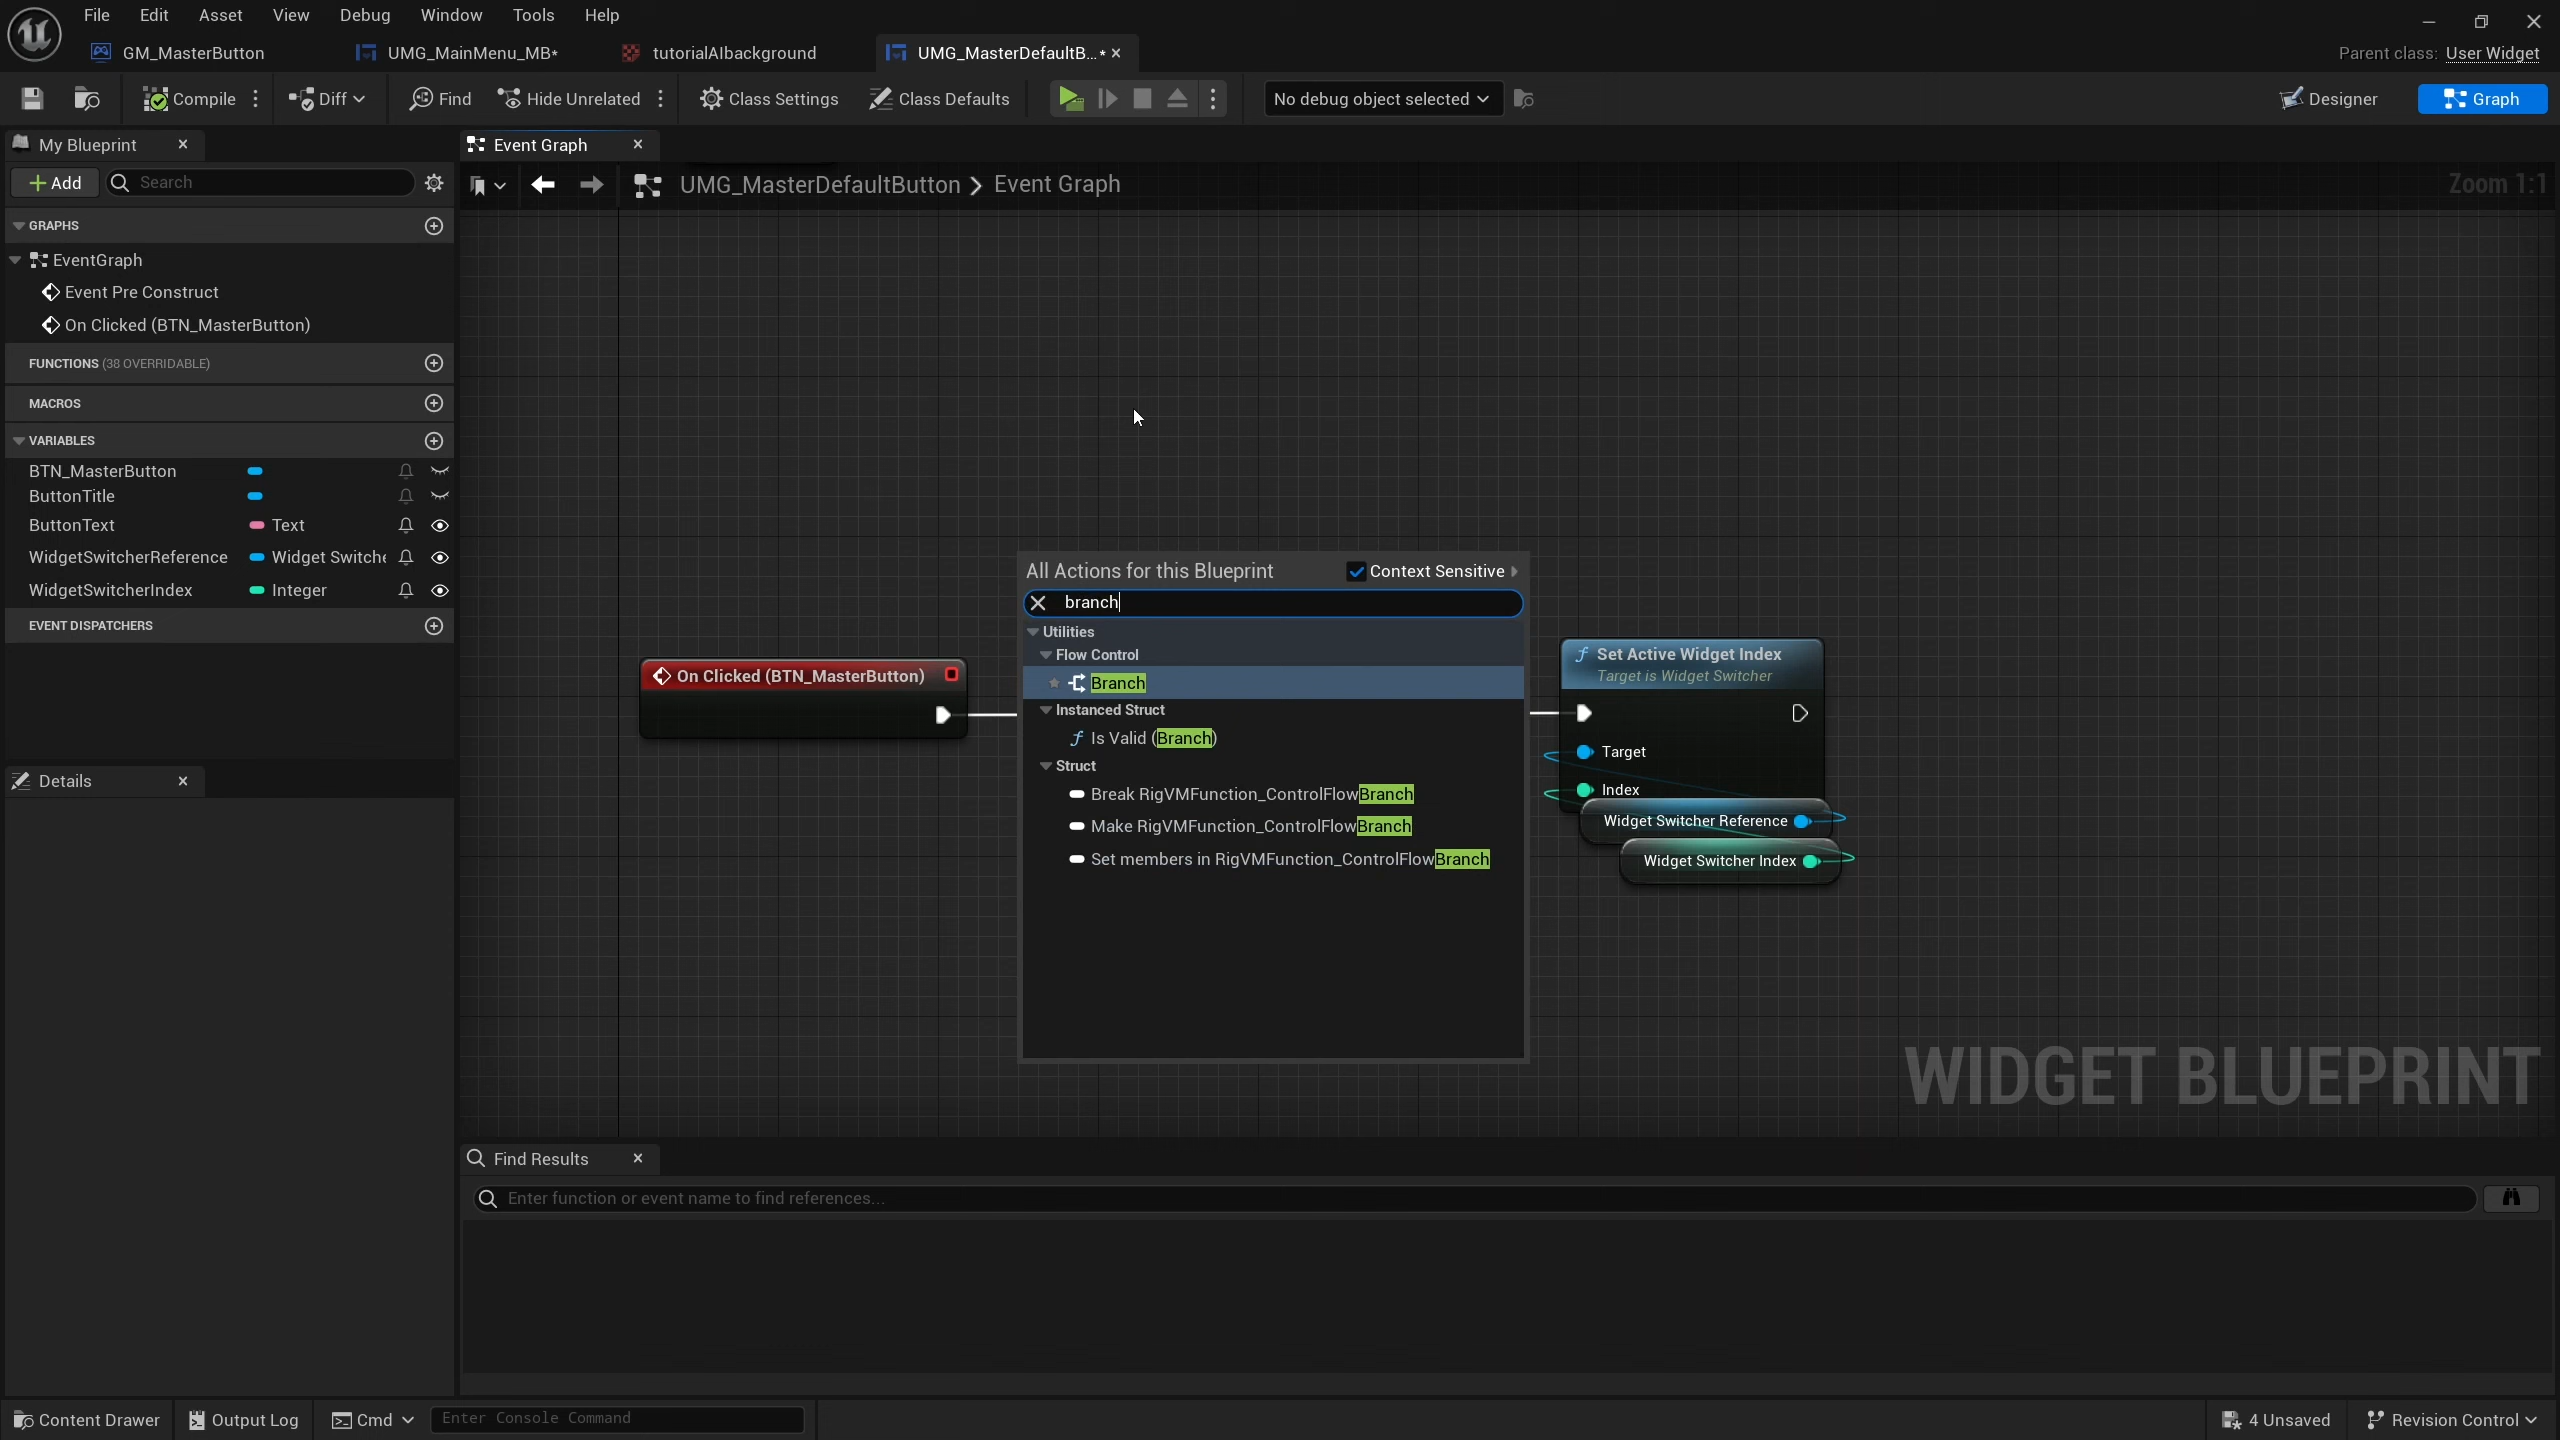 File Edit Asset View Debug Window Tools Help
GM_MasterButton UMG_MainMenu_MB* tutorialAIbackground UMG_MasterDefaultB...*
Parent class: User Widget
Compile Diff Find Hide Unrelated Class Settings Class Defaults No debug object selected Designer Graph
My Blueprint
Event Graph
Add Search
UMG_MasterDefaultButton > Event Graph
Zoom 1:1
GRAPHS
EventGraph
Event Pre Construct
On Clicked (BTN_MasterButton)
FUNCTIONS (38 OVERRIDABLE)
MACROS
VARIABLES
BTN_MasterButton
ButtonTitle
ButtonText Text
WidgetSwitcherReference Widget Switche
WidgetSwitcherIndex Integer
EVENT DISPATCHERS
Details
On Clicked (BTN_MasterButton)
All Actions for this Blueprint Context Sensitive
branch
Utilities
Flow Control
Branch
Instanced Struct
f Is Valid (Branch)
Struct
Break RigVMFunction_ControlFlowBranch
Make RigVMFunction_ControlFlowBranch
Set members in RigVMFunction_ControlFlowBranch
f Set Active Widget Index
Target is Widget Switcher
Target
Index
Widget Switcher Reference
Widget Switcher Index
WIDGET BLUEPRINT
Find Results
Enter function or event name to find references...
Content Drawer Output Log Cmd Enter Console Command 4 Unsaved Revision Control